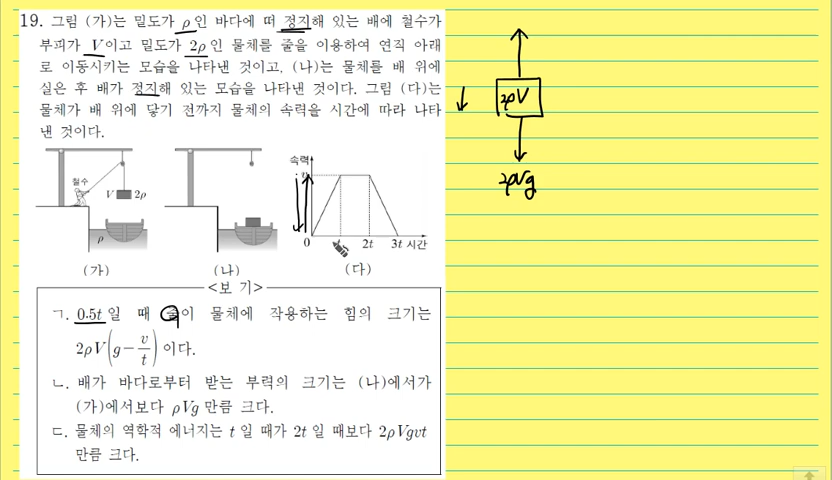 19. 그림 (가)는 밀도가 ρ인 바다에 떠 정지해 있는 배에 철수가
부피가 V이고 밀도가 2ρ인 물체를 줄을 이용하여 연직 아래
로 이동시키는 모습을 나타낸 것이고, (나)는 물체를 배 위에
실은 후 배가 정지해 있는 모습을 나타낸 것이다. 그림 (다)는
물체가 배 위에 닿기 전까지 물체의 속력을 시간에 따라 나타
낸 것이다.
철수
V 2ρ
ρ
(가)
(나)
속력
v
0 2t 3t 시간
(다)
<보 기>
ㄱ. 0.5t일 때 줄이 물체에 작용하는 힘의 크기는
2ρV(g−v/t)이다.
ㄴ. 배가 바다로부터 받는 부력의 크기는 (나)에서가
(가)에서보다 ρVg만큼 크다.
ㄷ. 물체의 역학적 에너지는 t일 때가 2t일 때보다 2ρVgvt
만큼 크다.
2ρV
2ρVg